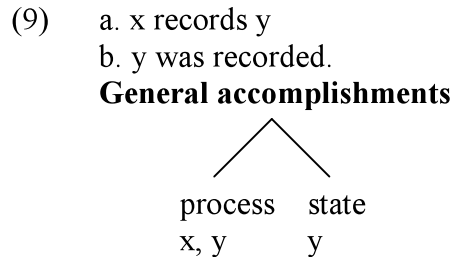 (9) a. x records y
b. y was recorded.
General accomplishments
process state
x, y y